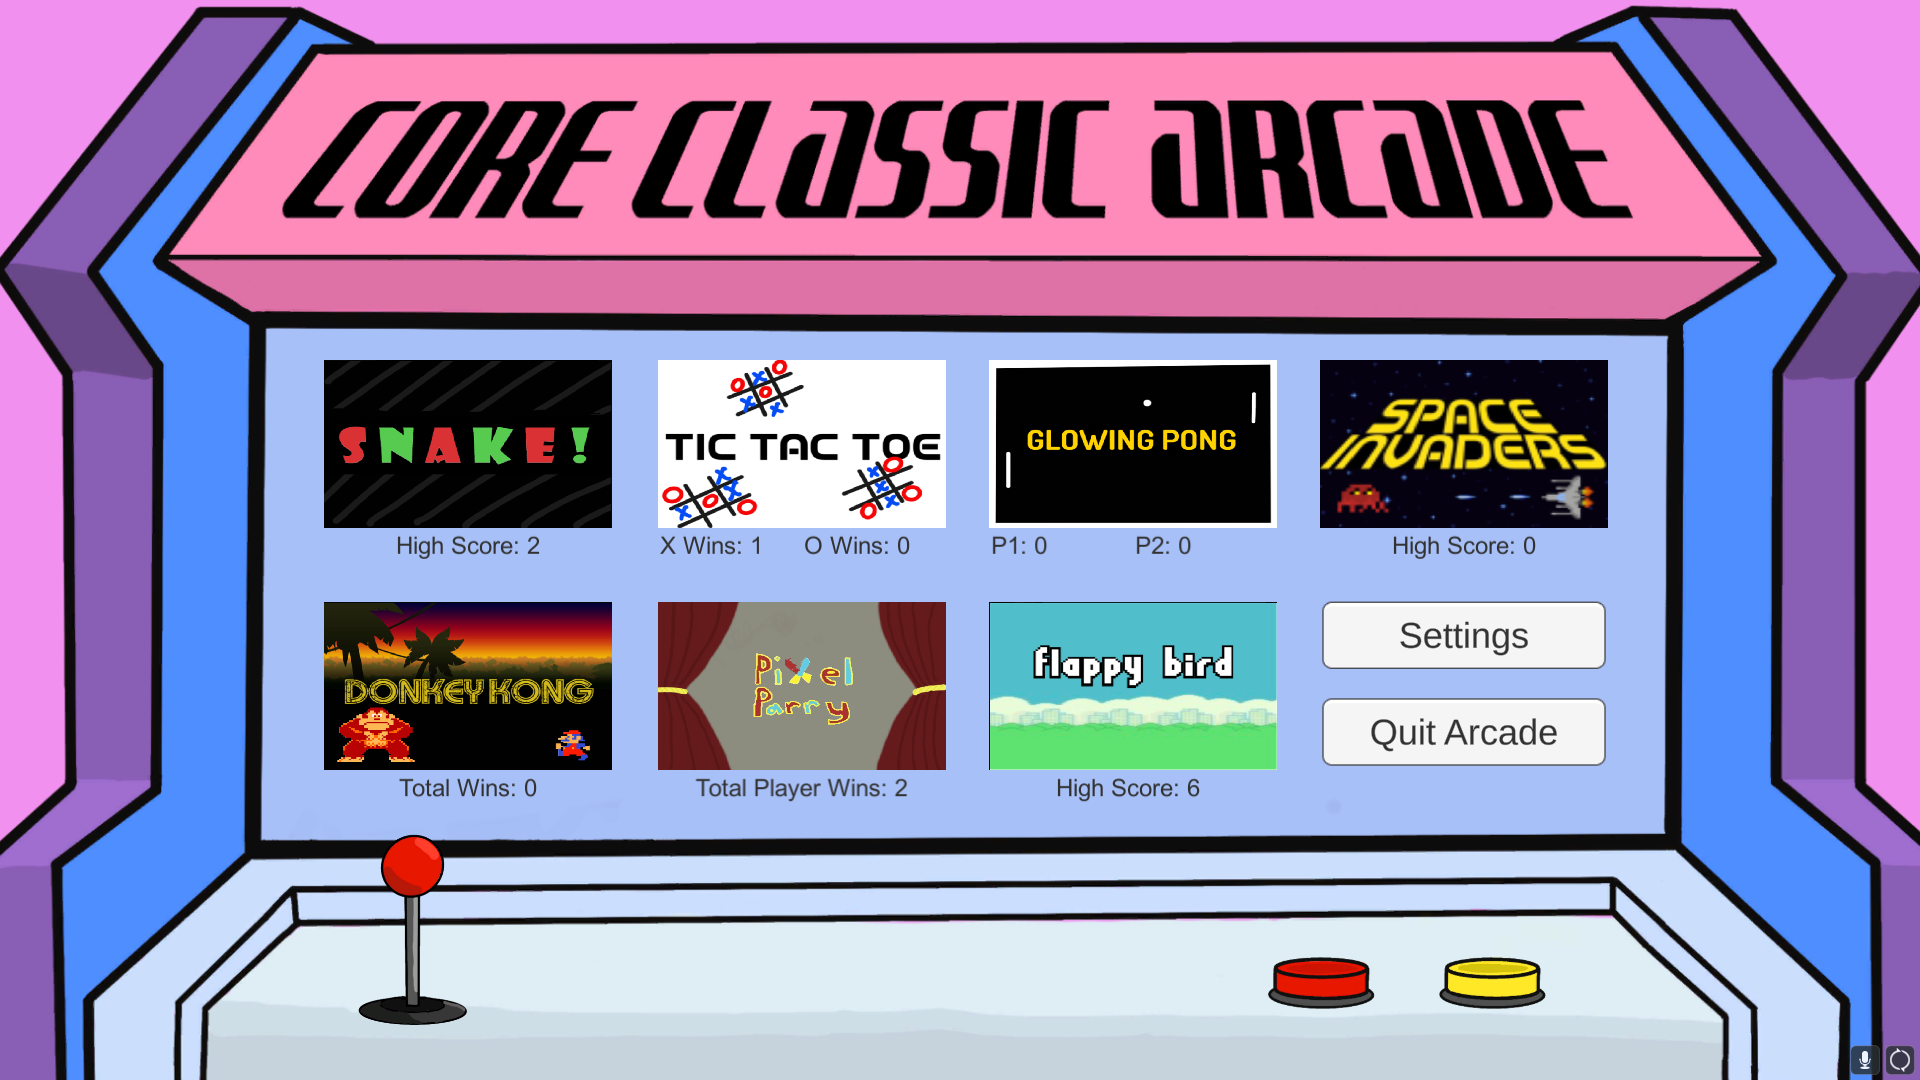 CORE CLASSIC ARCADE
SNAKE!
High Score: 2
TIC TAC TOE
X Wins: 1 O Wins: 0
GLOWING PONG
P1: 0 P2: 0
SPACE
INVADERS
High Score: 0
DONKEY KONG
Total Wins: 0
Pixel
Parry
Total Player Wins: 2
flappy bird
High Score: 6
Settings
Quit Arcade